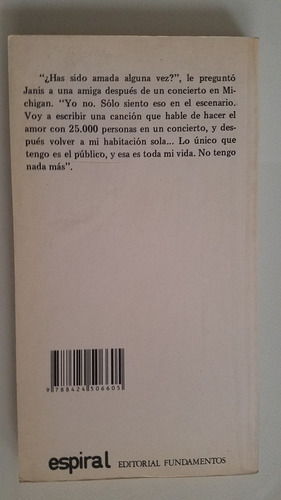 "¿Has sido amada alguna vez?", le preguntó
Janis a una amiga después de un concierto en Mi-
chigan. "Yo no. Sólo siento eso en el escenario.
Voy a escribir una canción que hable de hacer el
amor con 25.000 personas en un concierto, y des-
pués volver a mi habitación sola... Lo único que
tengo es el público, y esa es toda mi vida. No tengo
nada más".
9788424506605
espiral EDITORIAL FUNDAMENTOS